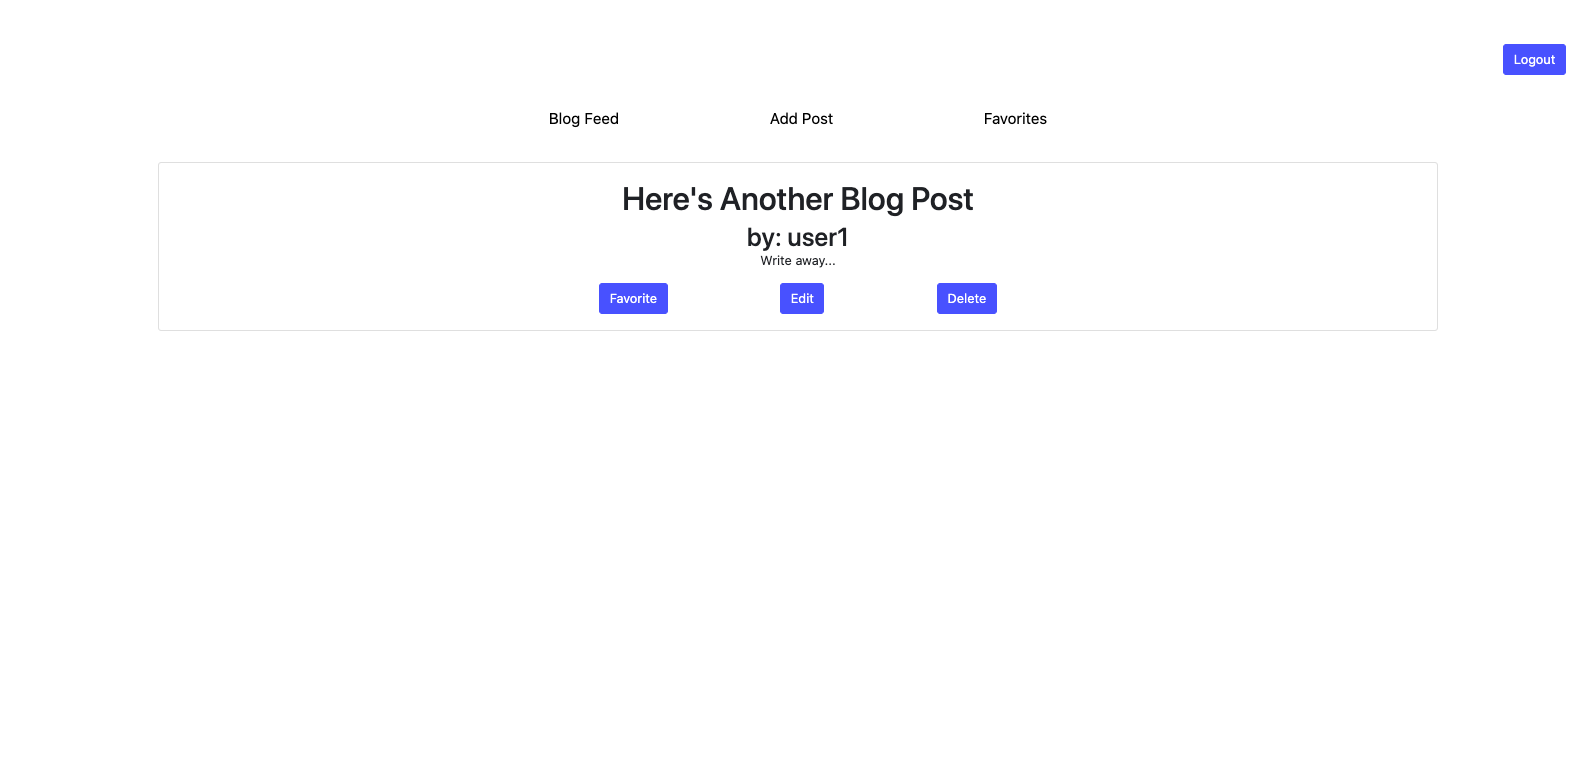 Logout
Blog Feed Add Post Favorites
Here's Another Blog Post
by: user1
Write away...
Favorite Edit Delete